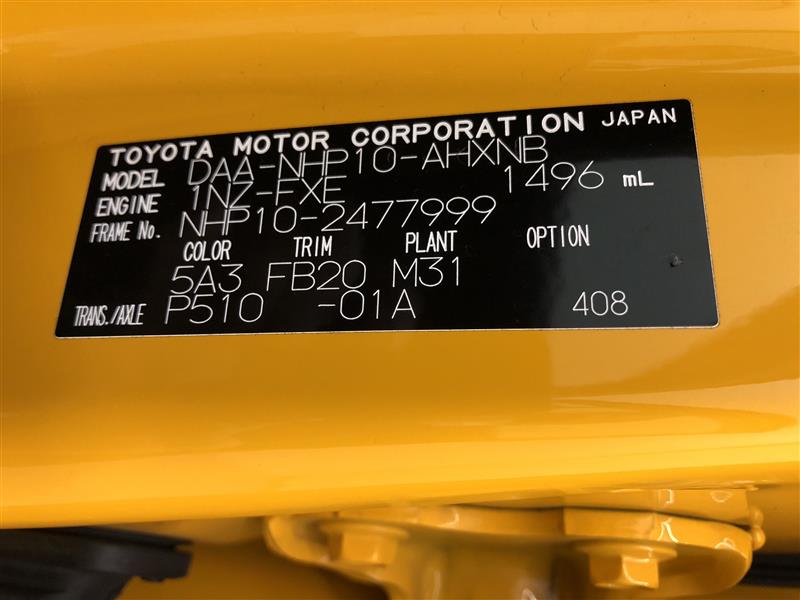 TOYOTA MOTOR CORPORATION JAPAN
MODEL DAA-NHP10-AHXNB
ENGINE 1NZ-FXE 1496 mL
FRAME No. NHP10-2477999
COLOR TRIM PLANT OPTION
5A3 FB20 M31
TRANS./AXLE P510 -01A 408